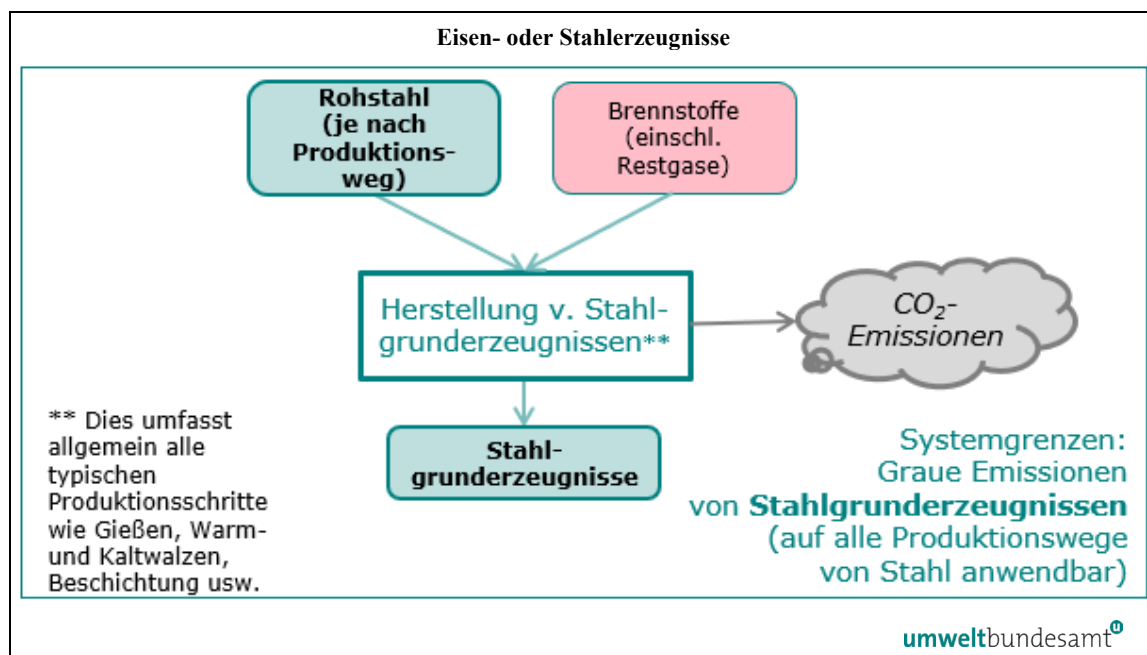 Eisen- oder Stahlerzeugnisse
Rohstahl
(je nach
Produktions-
weg)
Brennstoffe
(einschl.
Restgase)
Herstellung v. Stahl-
grunderzeugnissen**
CO₂-
Emissionen
Stahl-
grunderzeugnisse
** Dies umfasst
allgemein alle
typischen
Produktionsschritte
wie Gießen, Warm-
und Kaltwalzen,
Beschichtung usw.
Systemgrenzen:
Graue Emissionen
von Stahlgrunderzeugnissen
(auf alle Produktionswege
von Stahl anwendbar)
umweltbundesamt
u